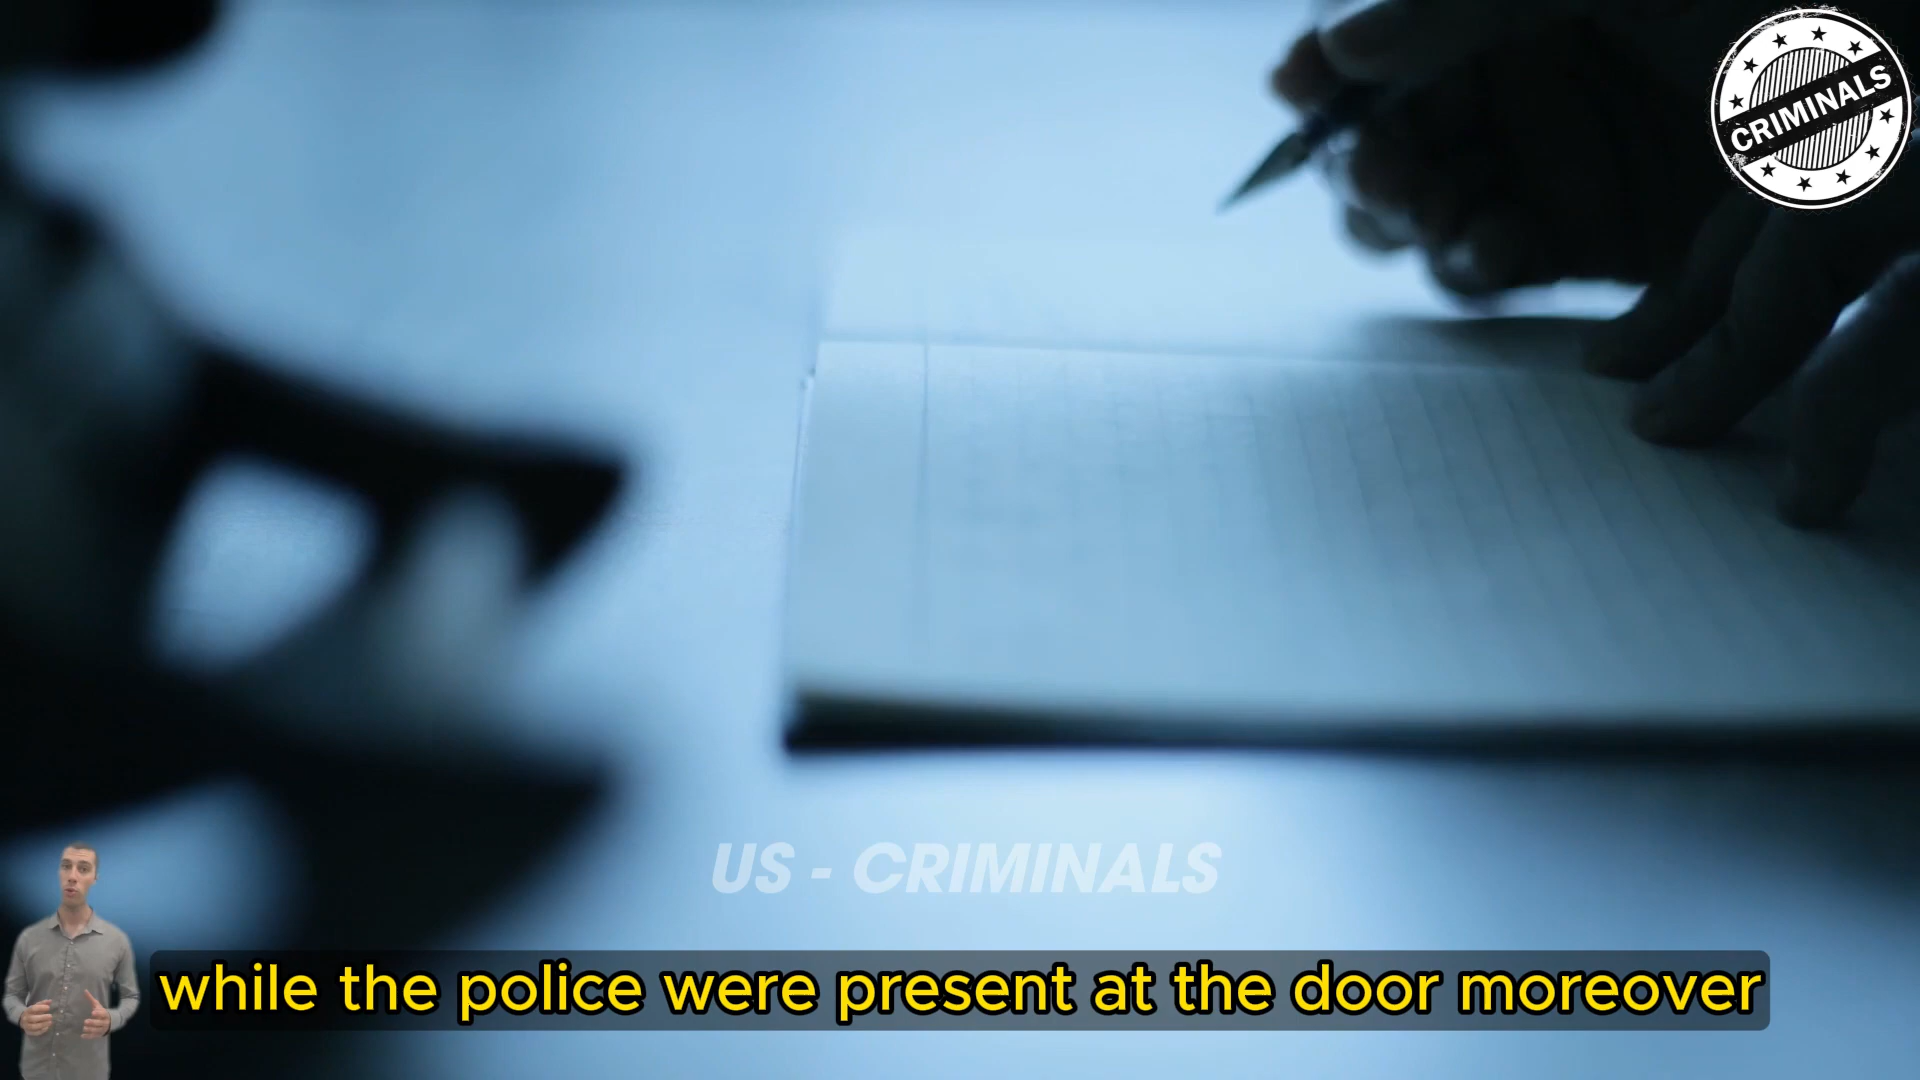 CRIMINALS
US - CRIMINALS
while the police were present at the door moreover